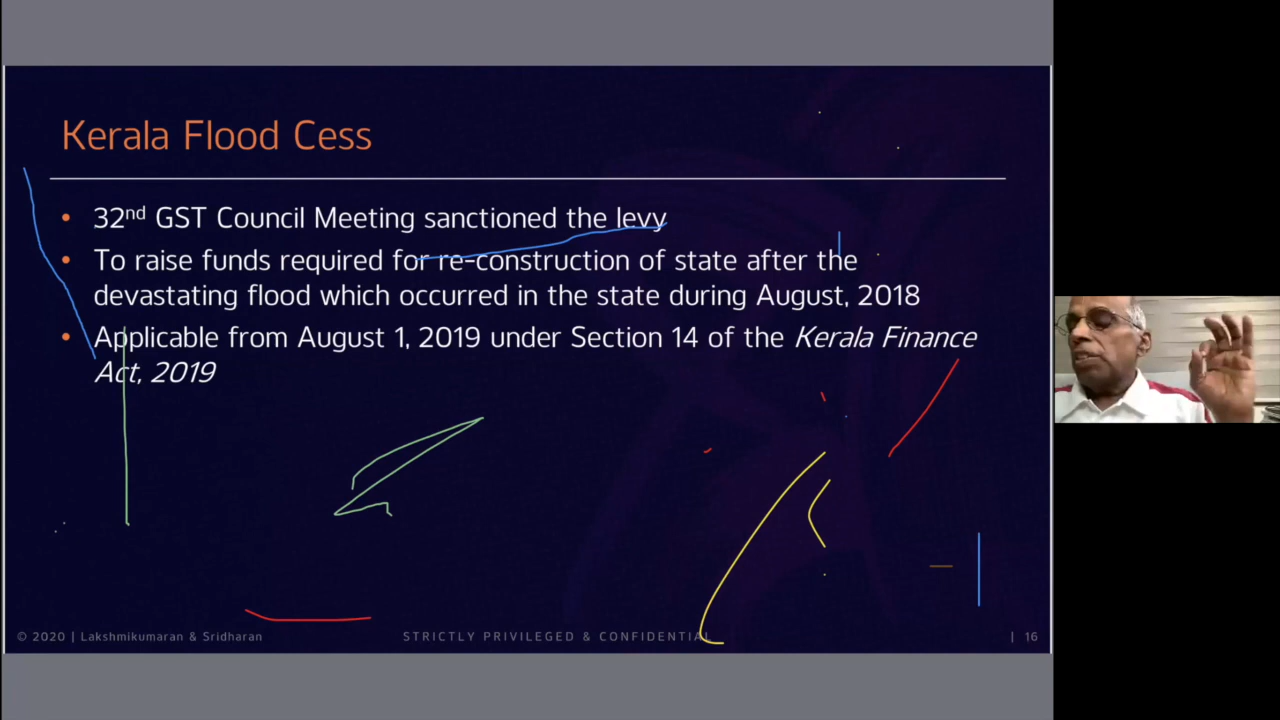 Kerala Flood Cess
• 32nd GST Council Meeting sanctioned the levy
• To raise funds required for re-construction of state after the
devastating flood which occurred in the state during August, 2018
• Applicable from August 1, 2019 under Section 14 of the Kerala Finance
Act, 2019
© 2020 | Lakshmikumaran & Sridharan
STRICTLY PRIVILEGED & CONFIDENTIAL
| 16